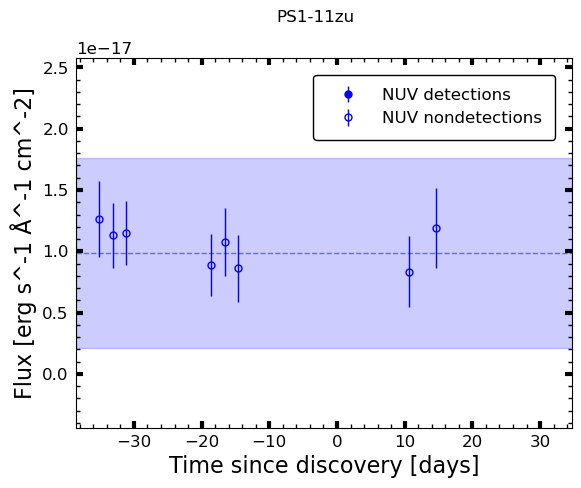 PS1-11zu
1e−17
2.5
2.0
1.5
1.0
0.5
0.0
Flux [erg s^-1 Å^-1 cm^-2]
NUV detections
NUV nondetections
−30
−20
−10
0
10
20
30
Time since discovery [days]